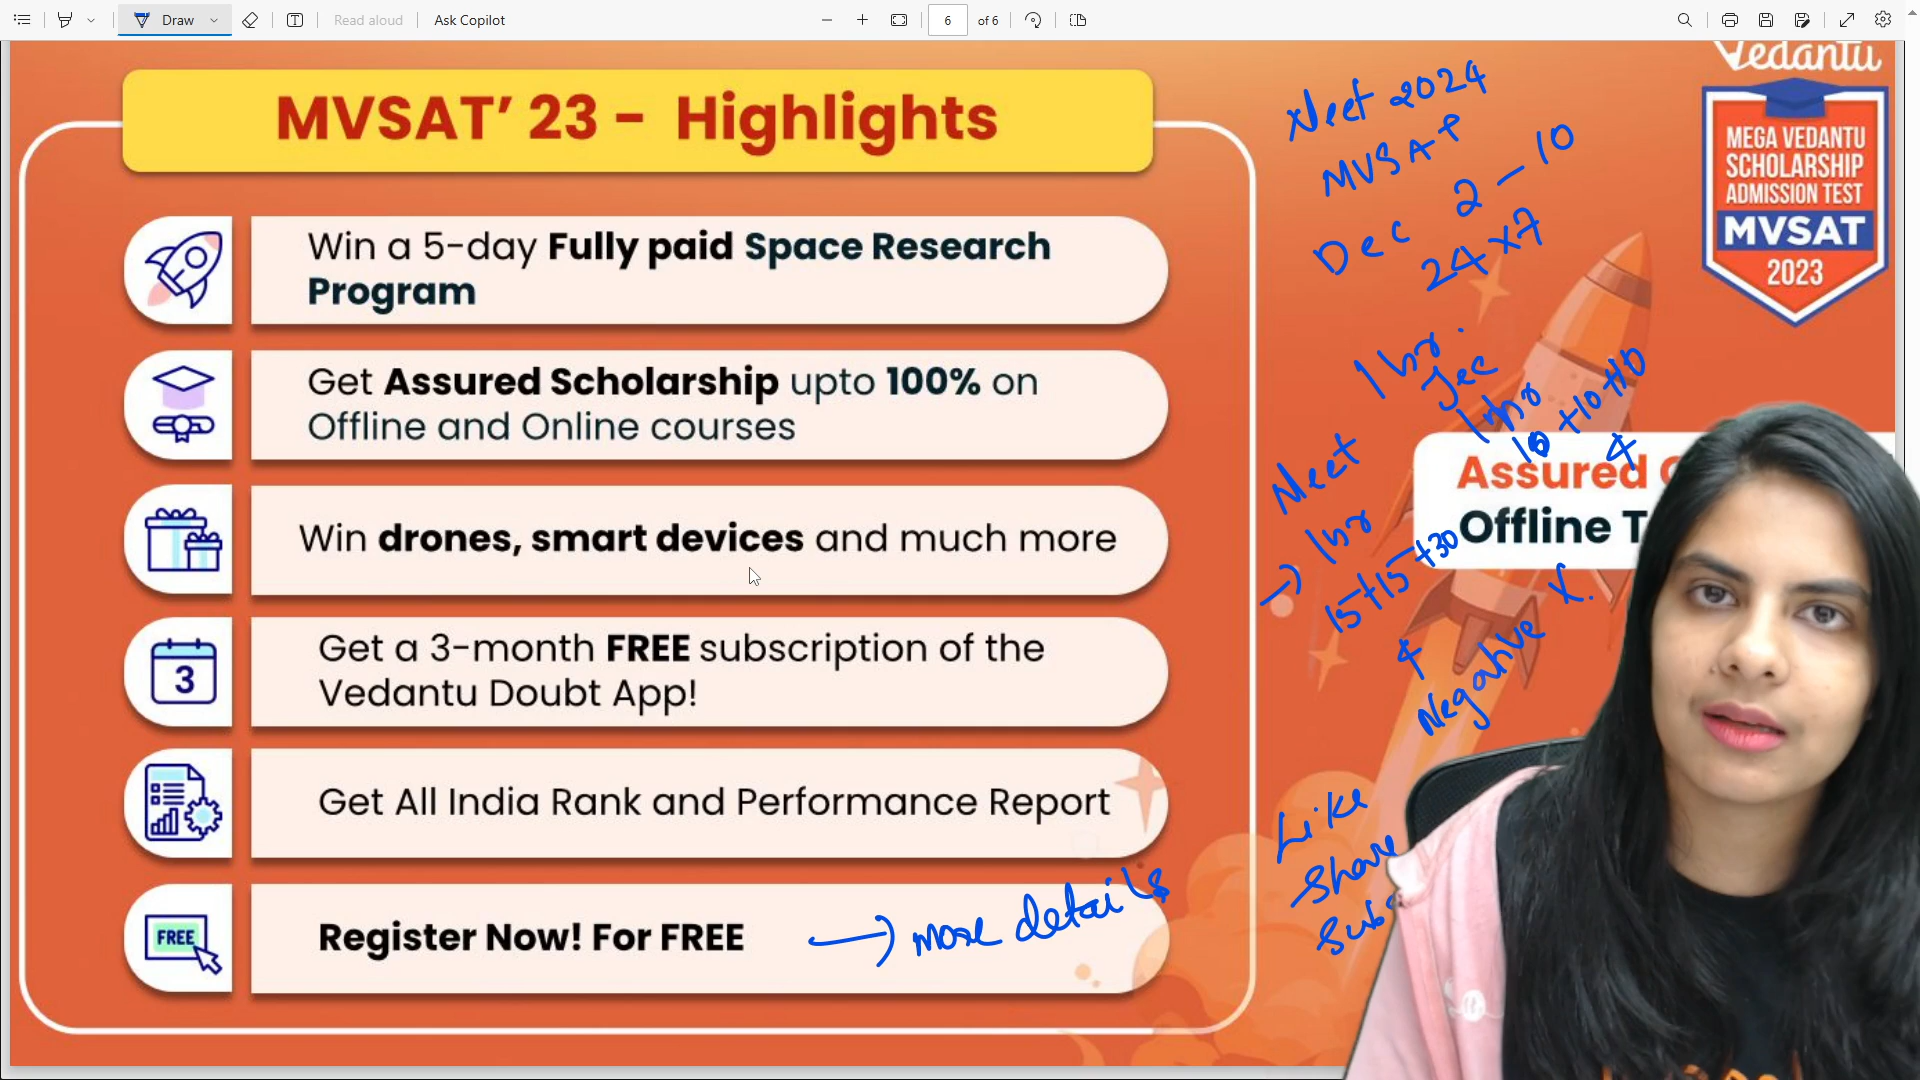 Draw
Read aloud
Ask Copilot
6
of 6
MVSAT’ 23 - Highlights
Win a 5-day Fully paid Space Research
Program
Get Assured Scholarship upto 100% on
Offline and Online courses
Win drones, smart devices and much more
3
Get a 3-month FREE subscription of the
Vedantu Doubt App!
Get All India Rank and Performance Report
FREE
Register Now! For FREE
more details
Neet 2024
MVSAT
Dec 2 - 10
24x7
1hr.
Jee
1hr
10+10+10
4
Neet
1hr
15+15+30
4
Negative X.
Like
Share
Vedantu
MEGA VEDANTU
SCHOLARSHIP
ADMISSION TEST
MVSAT
2023
Assured
Offline